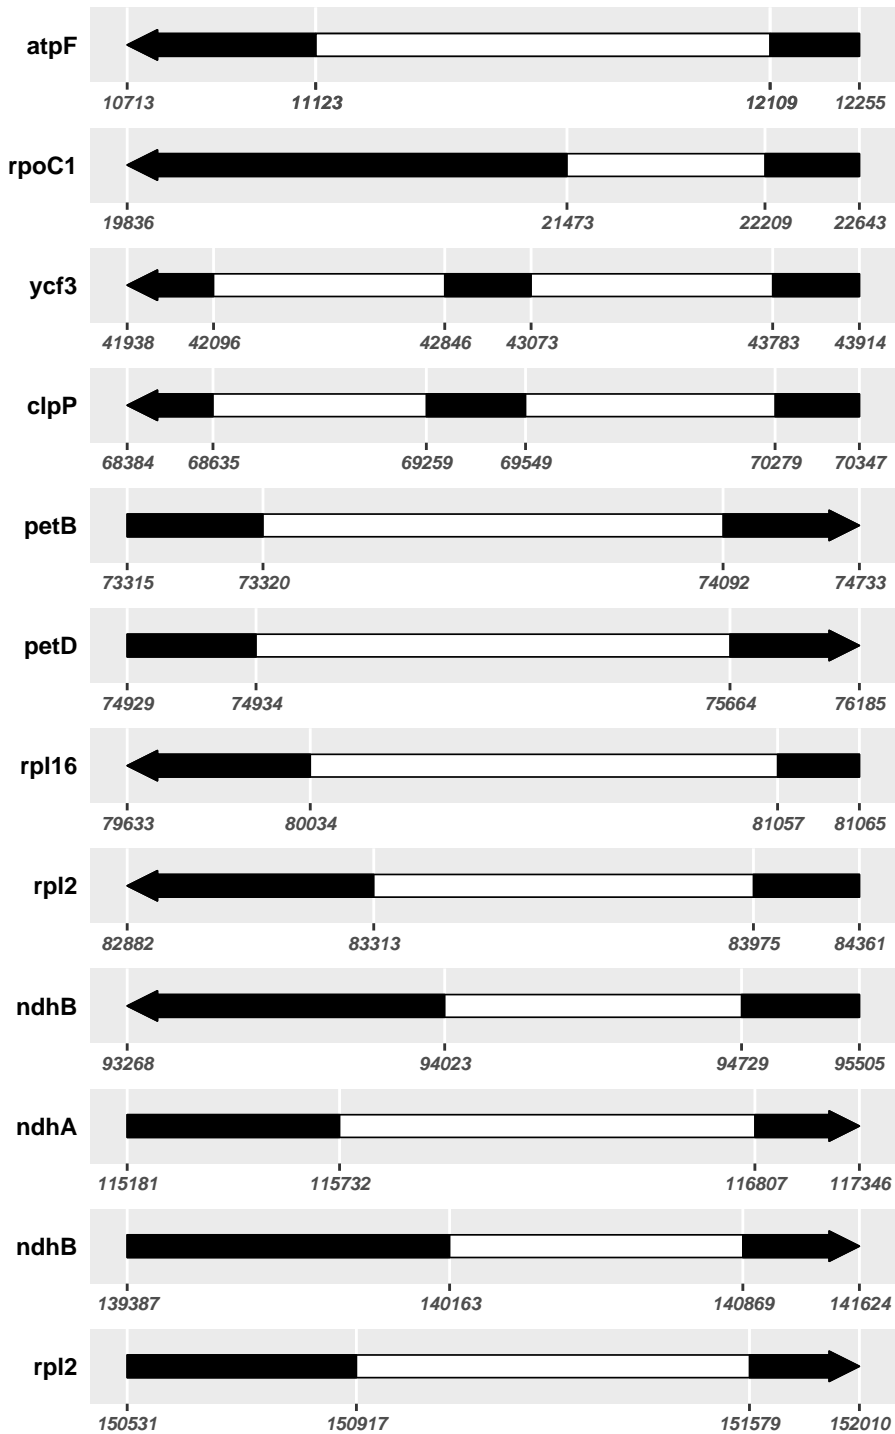 atpF
10713 11123 12109 12255
rpoC1
19836 21473 22209 22643
ycf3
41938 42096 42846 43073 43783 43914
clpP
68384 68635 69259 69549 70279 70347
petB
73315 73320 74092 74733
petD
74929 74934 75664 76185
rpl16
79633 80034 81057 81065
rpl2
82882 83313 83975 84361
ndhB
93268 94023 94729 95505
ndhA
115181 115732 116807 117346
ndhB
139387 140163 140869 141624
rpl2
150531 150917 151579 152010